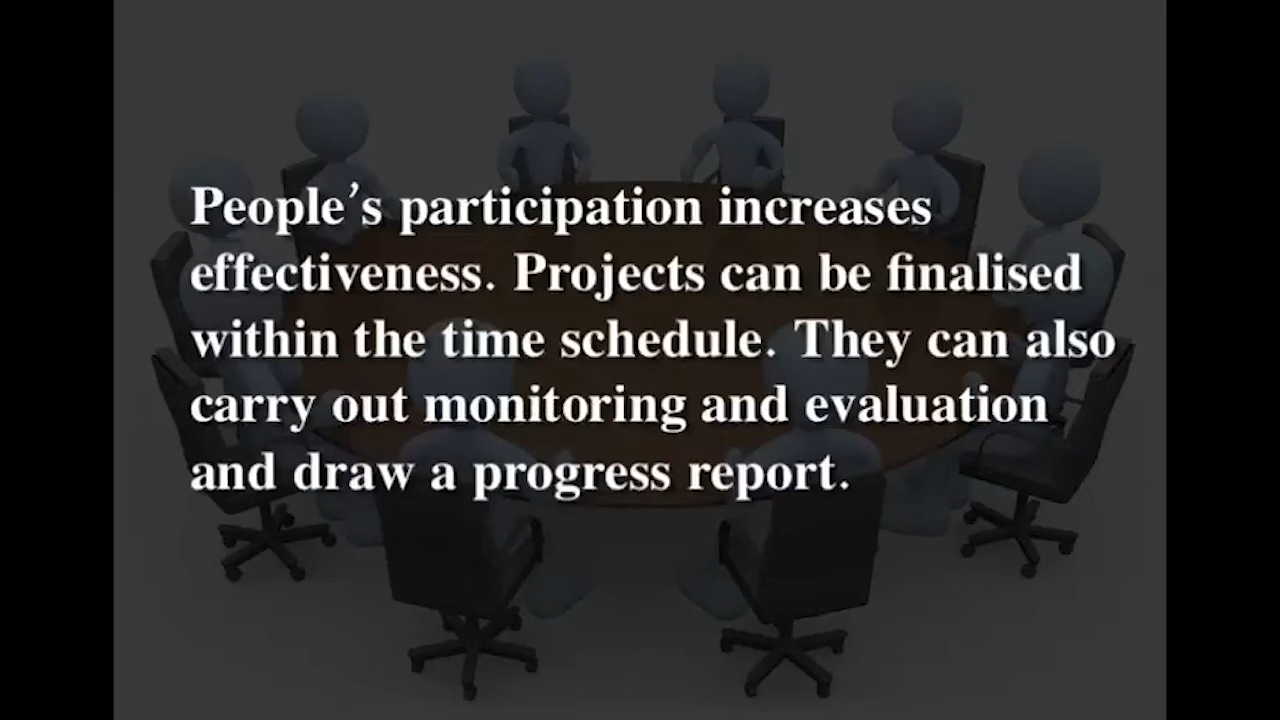 People's participation increases
effectiveness. Projects can be finalised
within the time schedule. They can also
carry out monitoring and evaluation
and draw a progress report.